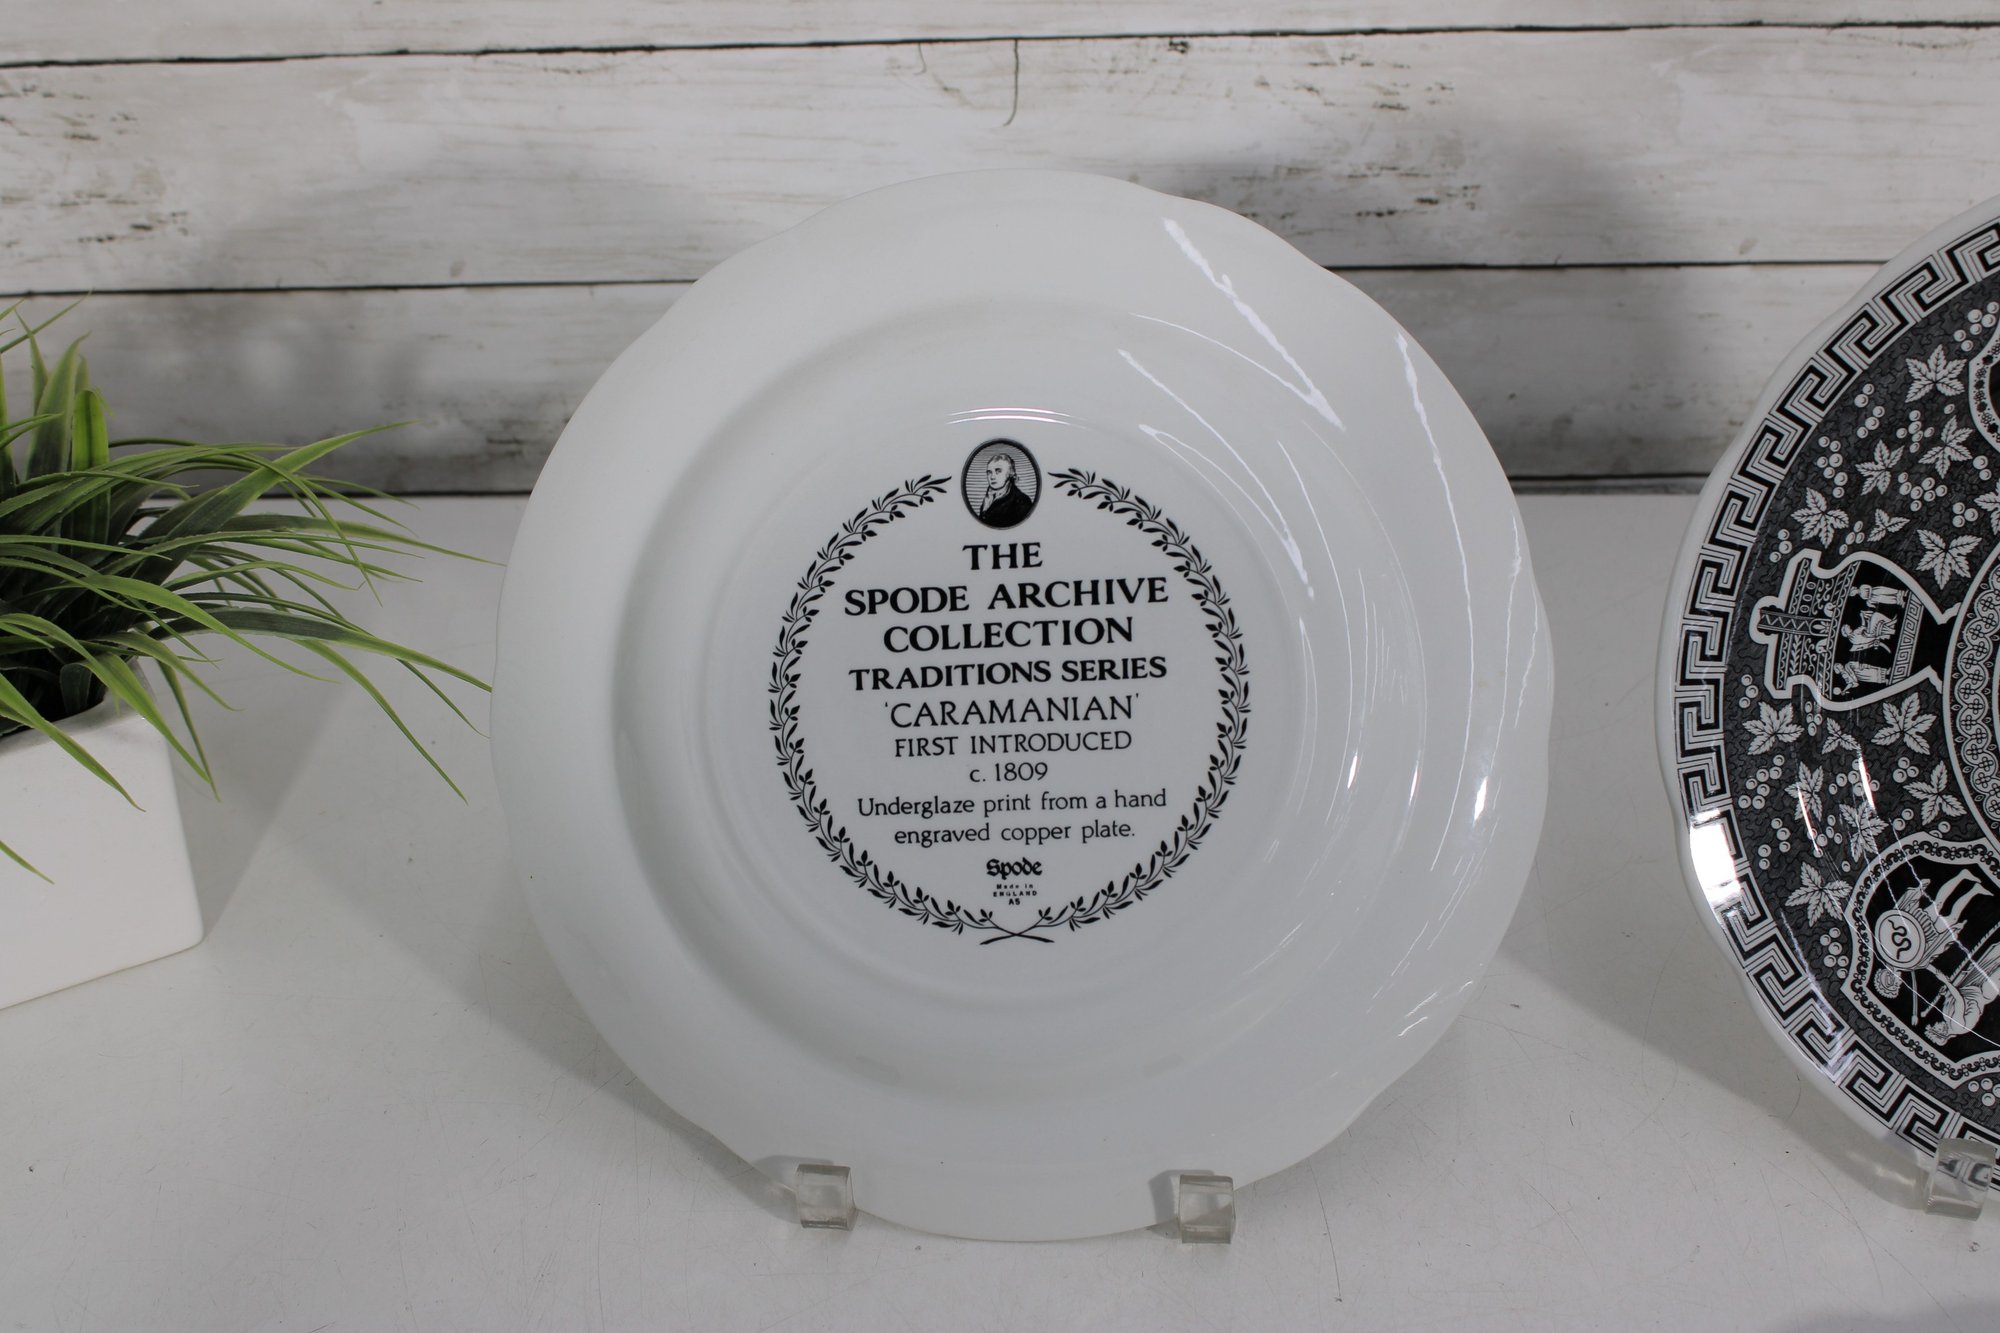 THE
SPODE ARCHIVE
COLLECTION
TRADITIONS SERIES
'CARAMANIAN'
FIRST INTRODUCED
c. 1809
Underglaze print from a hand
engraved copper plate.
Spode
Made in
ENGLAND
A5